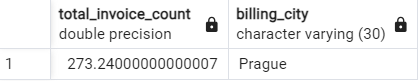 total_invoice_count billing_city
double precision character varying (30)
1 273.24000000000007 Prague